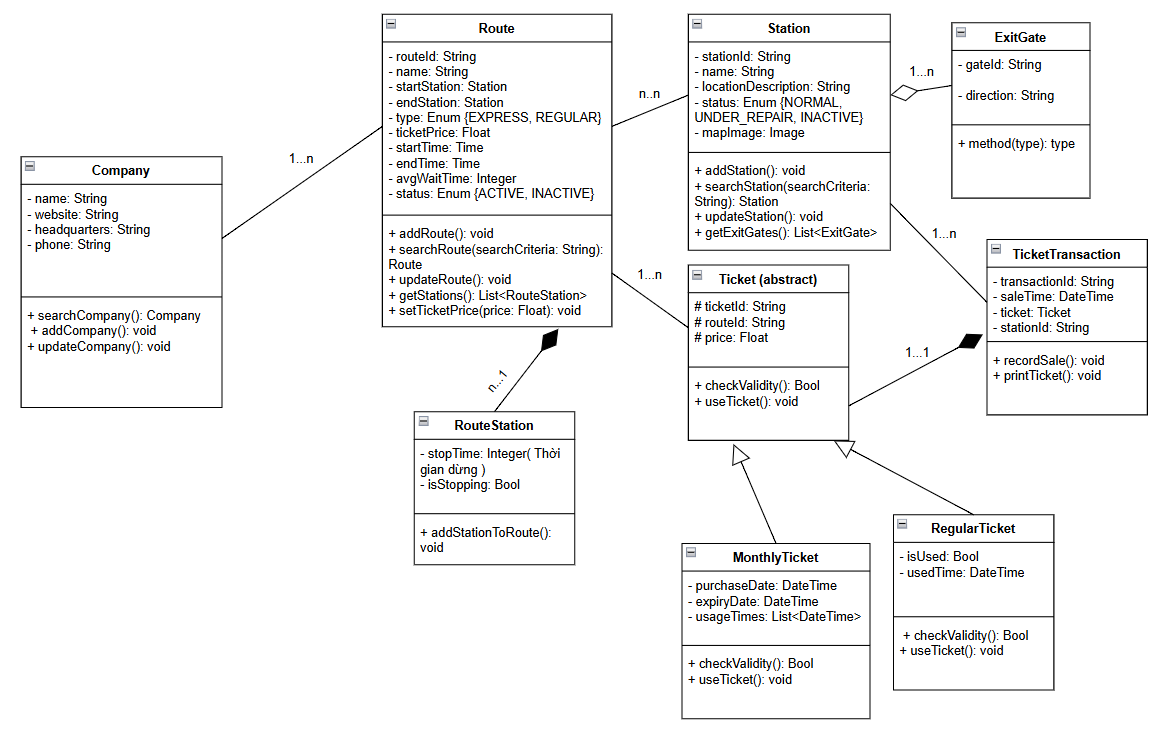 Company
- name: String
- website: String
- headquarters: String
- phone: String
+ searchCompany(): Company
+ addCompany(): void
+ updateCompany(): void
1...n
Route
- routeId: String
- name: String
- startStation: Station
- endStation: Station
- type: Enum {EXPRESS, REGULAR}
- ticketPrice: Float
- startTime: Time
- endTime: Time
- avgWaitTime: Integer
- status: Enum {ACTIVE, INACTIVE}
+ addRoute(): void
+ searchRoute(searchCriteria: String):
Route
+ updateRoute(): void
+ getStations(): List<RouteStation>
+ setTicketPrice(price: Float): void
n..n
Station
- stationId: String
- name: String
- locationDescription: String
- status: Enum {NORMAL,
UNDER_REPAIR, INACTIVE}
- mapImage: Image
+ addStation(): void
+ searchStation(searchCriteria:
String): Station
+ updateStation(): void
+ getExitGates(): List<ExitGate>
1...n
ExitGate
- gateId: String
- direction: String
+ method(type): type
1...n
TicketTransaction
- transactionId: String
- saleTime: DateTime
- ticket: Ticket
- stationId: String
+ recordSale(): void
+ printTicket(): void
1...n
Ticket (abstract)
# ticketId: String
# routeId: String
# price: Float
+ checkValidity(): Bool
+ useTicket(): void
1...1
n...1
RouteStation
- stopTime: Integer( Thời
gian dừng )
- isStopping: Bool
+ addStationToRoute():
void
MonthlyTicket
- purchaseDate: DateTime
- expiryDate: DateTime
- usageTimes: List<DateTime>
+ checkValidity(): Bool
+ useTicket(): void
RegularTicket
- isUsed: Bool
- usedTime: DateTime
+ checkValidity(): Bool
+ useTicket(): void